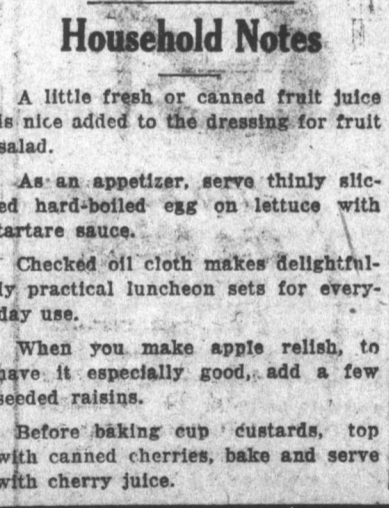 Household Notes
A little fresh or canned fruit juice
is nice added to the dressing for fruit
salad.
As an appetizer, serve thinly slic-
ed hard-boiled egg on lettuce with
tartare sauce.
Checked oil cloth makes delightful-
ly practical luncheon sets for every-
day use.
When you make apple relish, to
have it especially good, add a few
seeded raisins.
Before baking cup custards, top
with canned cherries, bake and serve
with cherry juice.